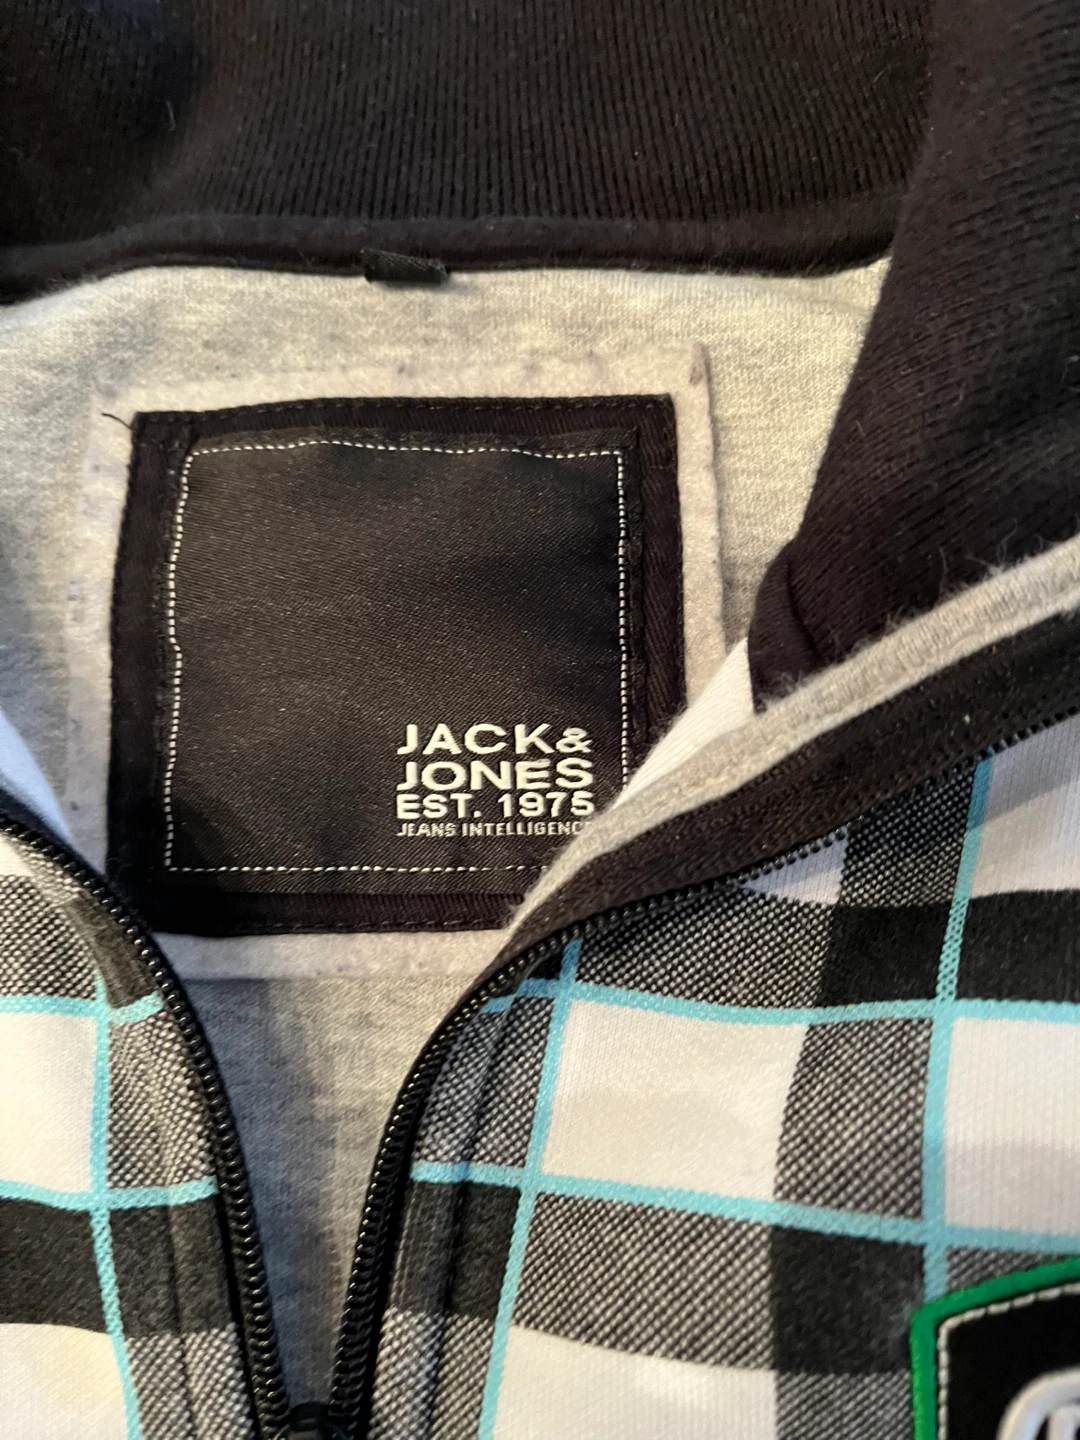 JACK&
JONES
EST. 1975
JEANS INTELLIGENC